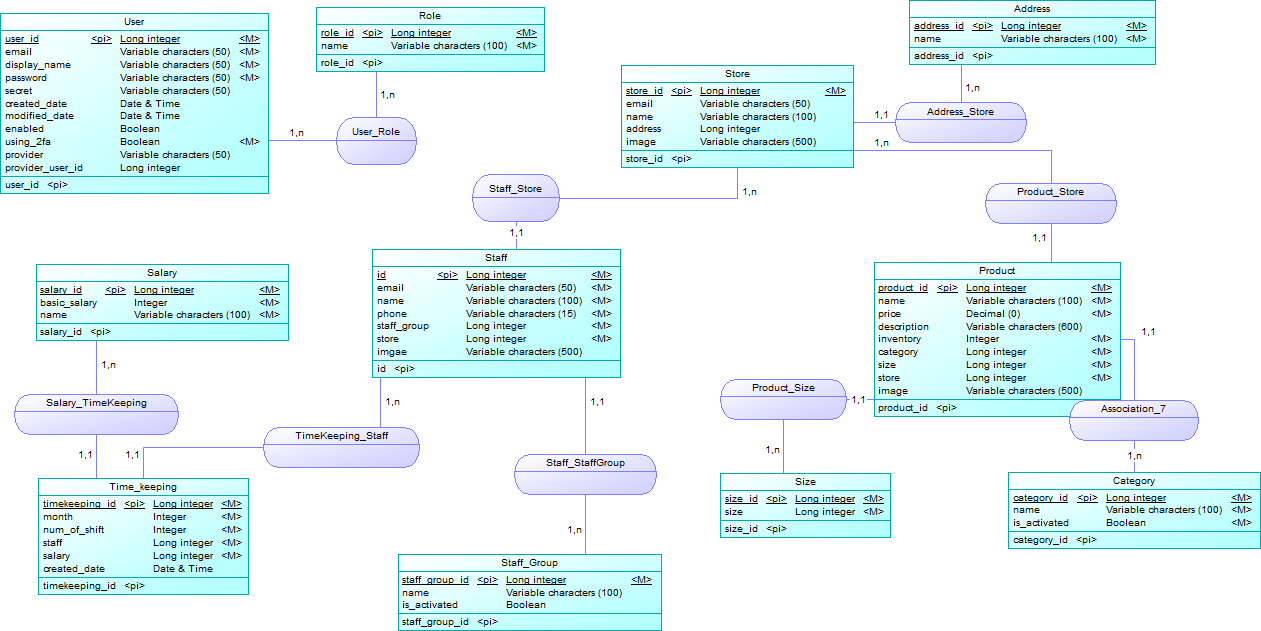 User
user_id <pi> Long integer <M>
email Variable characters (50) <M>
display_name Variable characters (50) <M>
password Variable characters (50) <M>
secret Variable characters (50)
created_date Date & Time
modified_date Date & Time
enabled Boolean
using_2fa Boolean <M>
provider Variable characters (50)
provider_user_id Long integer
user_id <pi>
1,n
Role
role_id <pi> Long integer <M>
name Variable characters (100) <M>
role_id <pi>
1,n
User_Role
Address
address_id <pi> Long integer <M>
name Variable characters (100)
address_id <pi>
1,n
Address_Store
1,1
Store
store_id <pi> Long integer <M>
email Variable characters (50)
name Variable characters (100)
address Long integer
image Variable characters (500)
store_id <pi>
1,n
Product_Store
1,1
1,n
Staff_Store
1,1
Staff
id <pi> Long integer <M>
email Variable characters (50) <M>
name Variable characters (100) <M>
phone Variable characters (15) <M>
staff_group Long integer <M>
store Long integer <M>
imgae Variable characters (500)
id <pi>
Salary
salary_id <pi> Long integer <M>
basic_salary Integer <M>
name Variable characters (100) <M>
salary_id <pi>
1,n
Salary_TimeKeeping
1,1
1,1
1,n
TimeKeeping_Staff
1,1
Staff_StaffGroup
1,n
Product
product_id <pi> Long integer <M>
name Variable characters (100) <M>
price Decimal (0) <M>
description Variable characters (600)
inventory Integer <M>
category Long integer <M>
size Long integer <M>
store Long integer <M>
image Variable characters (500)
product_id <pi>
1,1
Product_Size
1,1
1,n
Association_7
1,n
Time_keeping
timekeeping_id <pi> Long integer <M>
month Integer <M>
num_of_shift Integer <M>
staff Long integer <M>
salary Long integer <M>
created_date Date & Time
timekeeping_id <pi>
Staff_Group
staff_group_id <pi> Long integer <M>
name Variable characters (100)
is_activated Boolean
staff_group_id <pi>
Size
size_id <pi> Long integer <M>
size Long integer <M>
size_id <pi>
Category
category_id <pi> Long integer <M>
name Variable characters (100) <M>
is_activated Boolean <M>
category_id <pi>